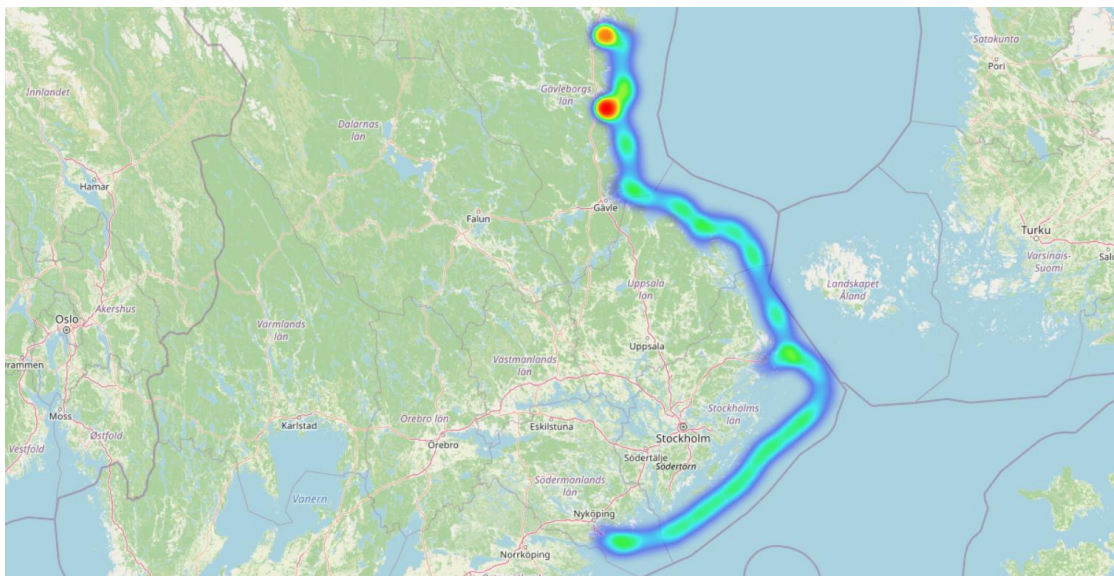 Innlandet
Satakunta
Pori
Gävleborgs
län
Dalarnas
län
Hamar
Gävle
Falun
Turku
Varsinais-
Suomi
Salo
Landskapet
Åland
Uppsala
län
Akershus
Oslo
Värmlands
län
Uppsala
Västmanlands
län
Drammen
Moss
Østfold
Vestfold
Karlstad
Örebro län
Örebro
Eskilstuna
Stockholms
län
Stockholm
Södertälje
Södertörn
Södermanlands
län
Vänern
Nyköping
Norrköping